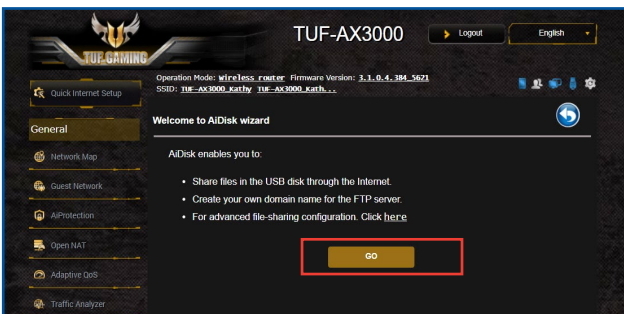 TUF GAMING
TUF-AX3000
Logout
English
Operation Mode: Wireless router Firmware Version: 3.1.0.4.384_5621
SSID: TUF-AX3000_Kathy TUF-AX3000_Kath...
Quick Internet Setup
General
Network Map
Guest Network
AiProtection
Open NAT
Adaptive QoS
Traffic Analyzer
Welcome to AiDisk wizard
AiDisk enables you to:
Share files in the USB disk through the Internet.
Create your own domain name for the FTP server.
For advanced file-sharing configuration. Click here
GO